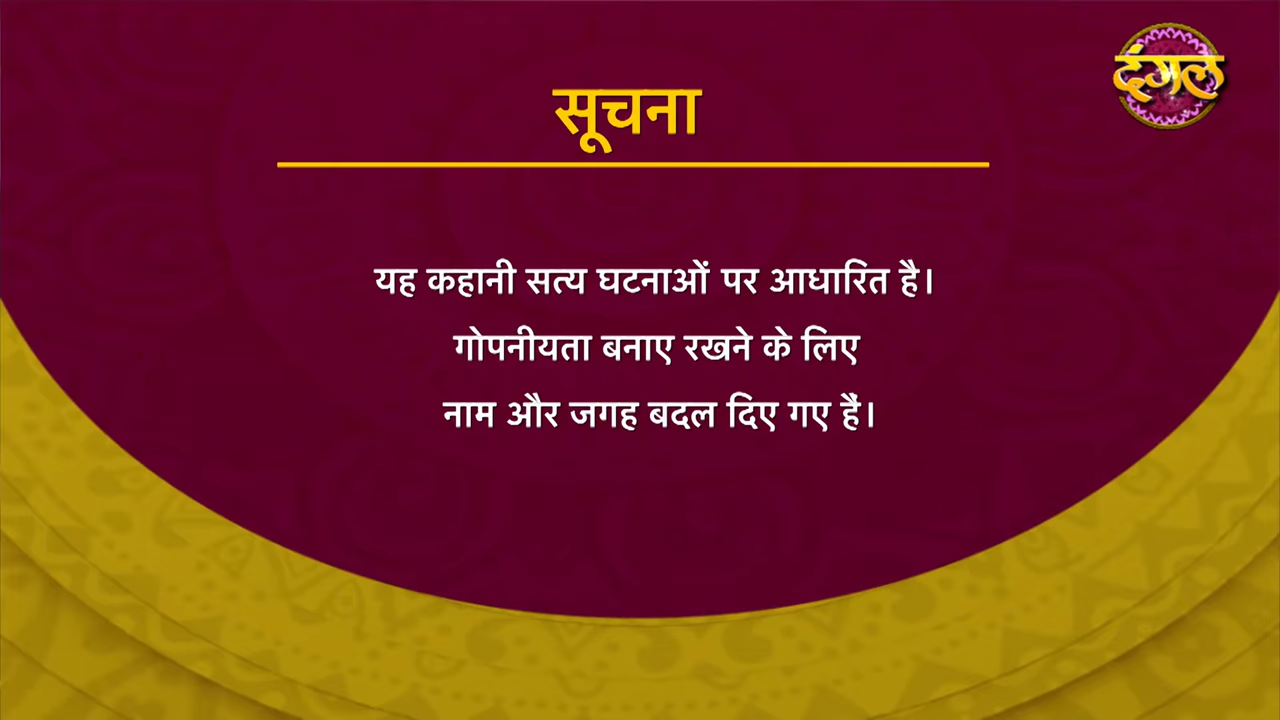 दंगल
सूचना
यह कहानी सत्य घटनाओं पर आधारित है।
गोपनीयता बनाए रखने के लिए
नाम और जगह बदल दिए गए हैं।